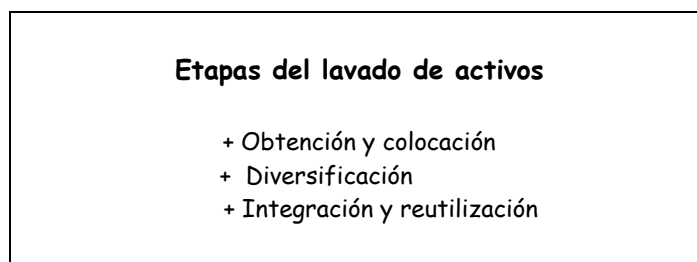 Etapas del lavado de activos
+ Obtención y colocación
+ Diversificación
+ Integración y reutilización